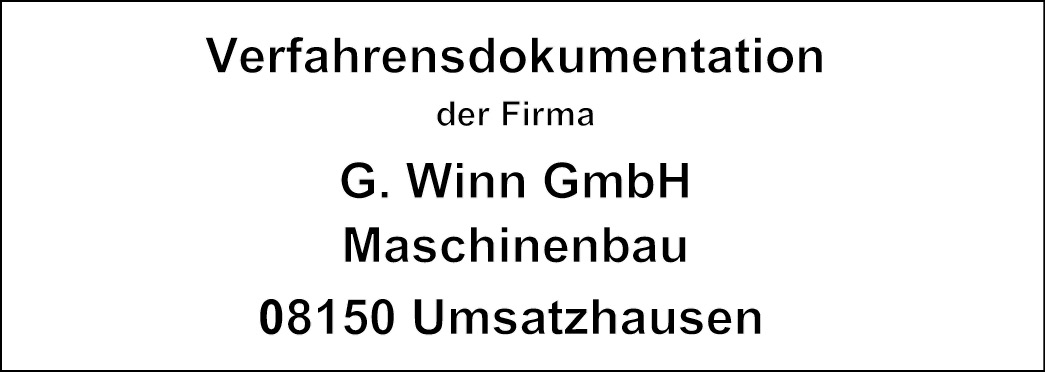 Verfahrensdokumentation
der Firma
G. Winn GmbH
Maschinenbau
08150 Umsatzhausen